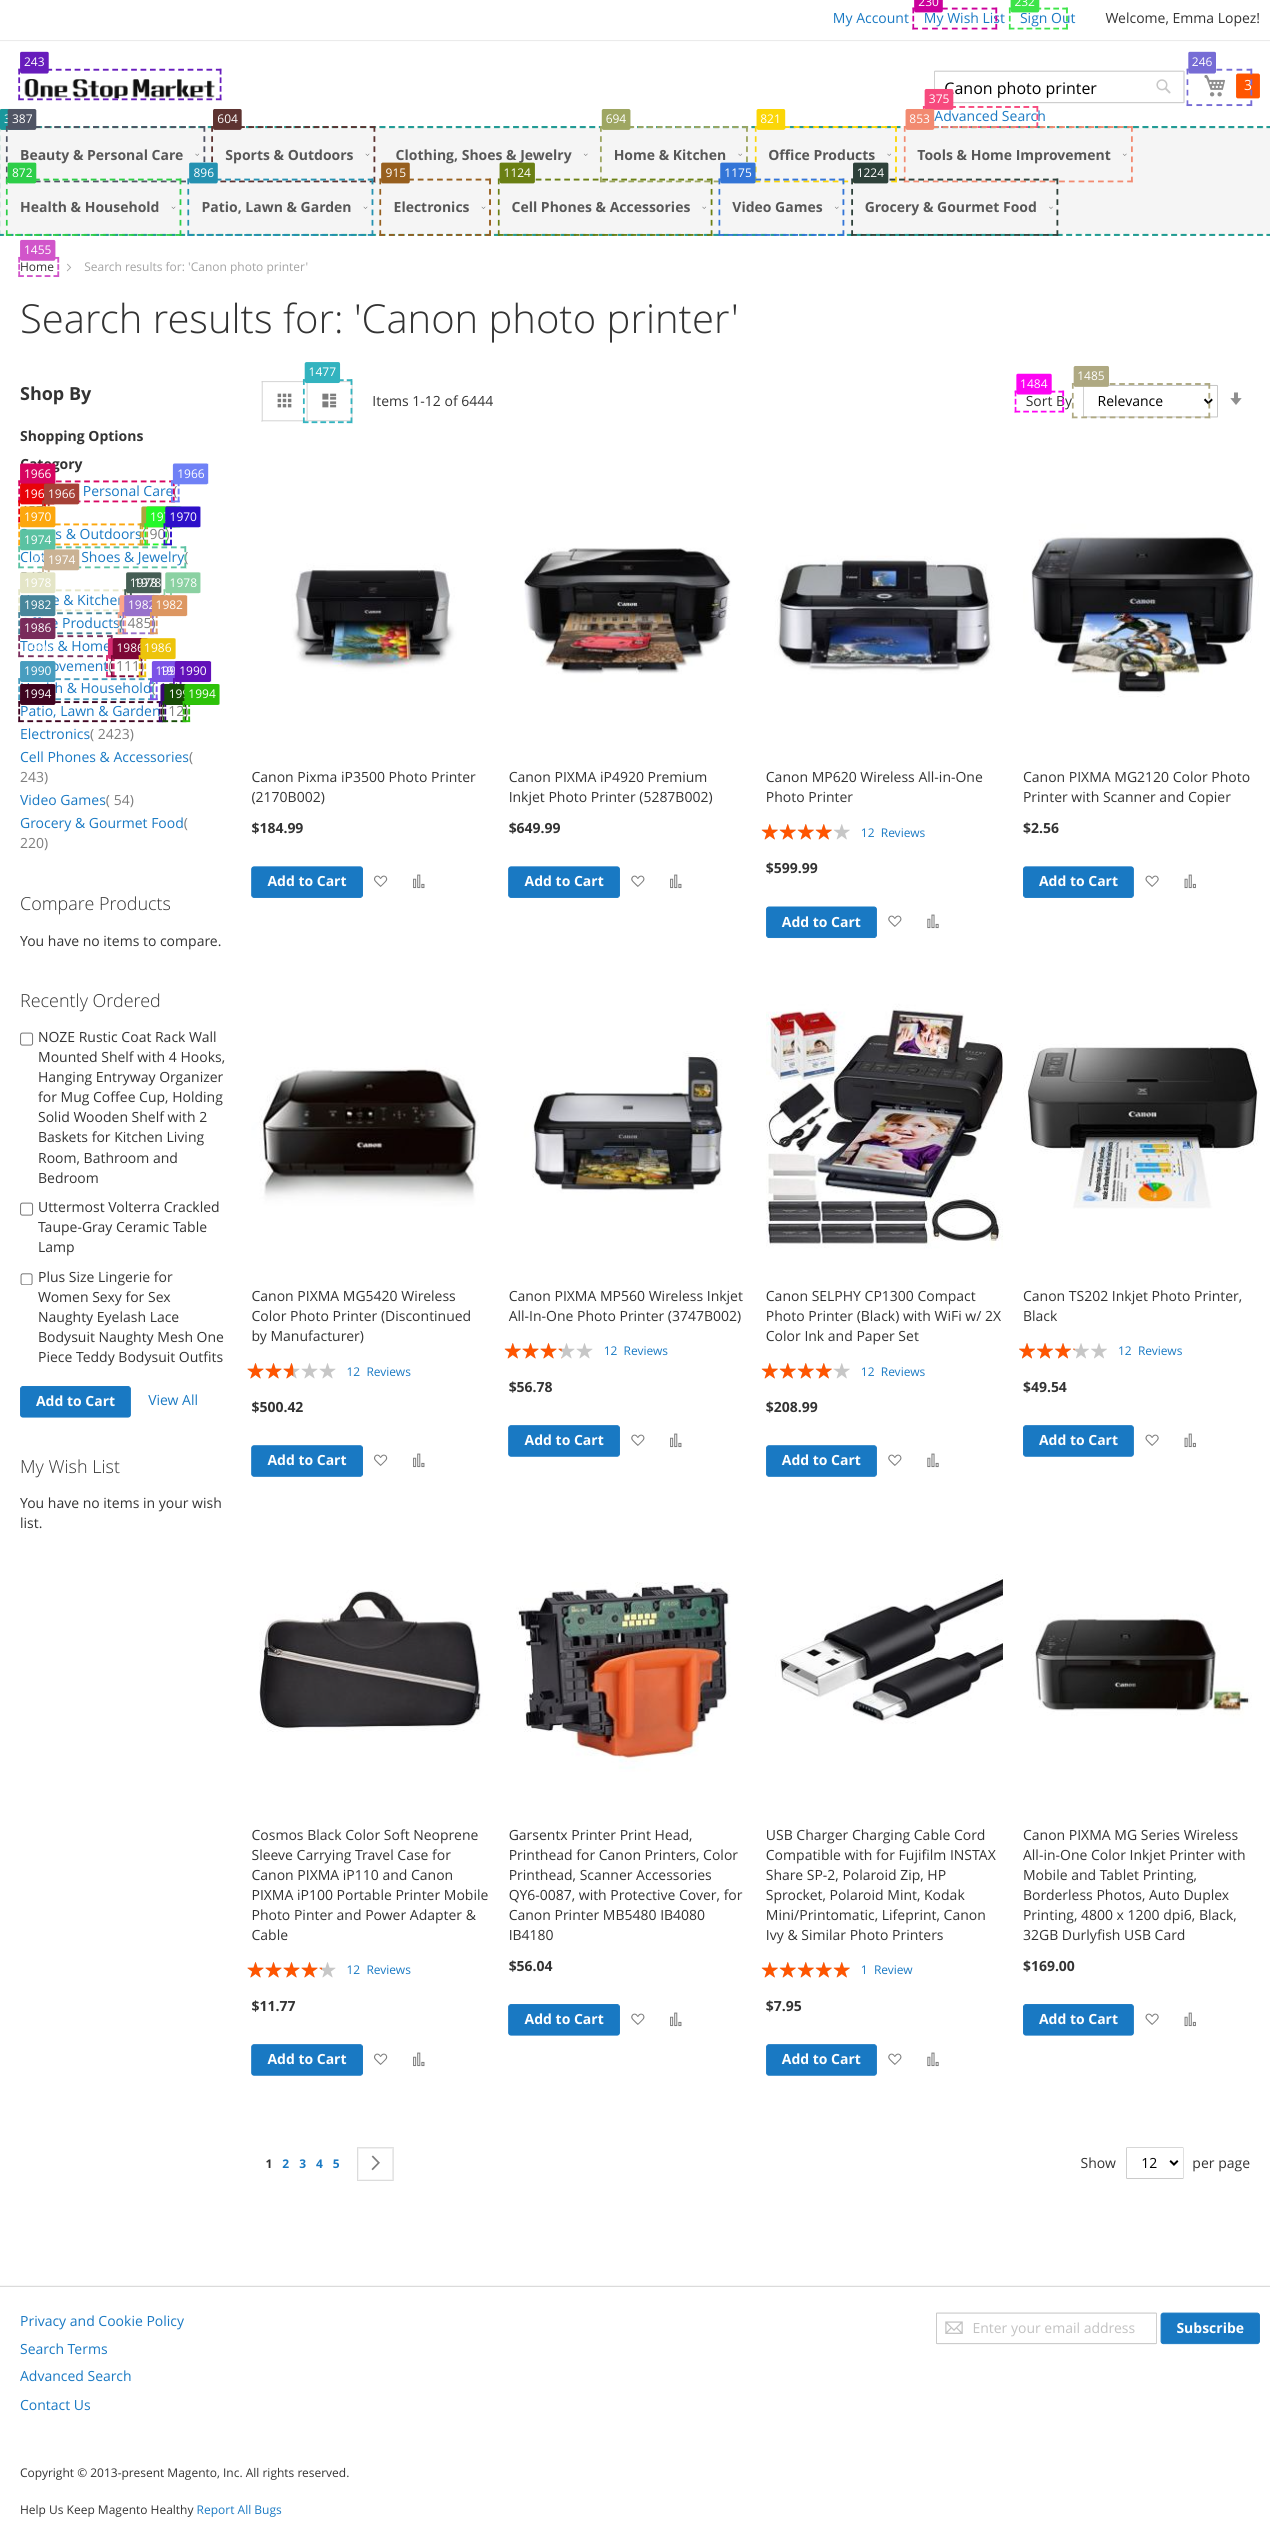 My Account
My Wish List
Sign Out
Welcome, Emma Lopez!
230
232
243
One Stop Market
Canon photo printer
246
3
375
Advanced Search
387
604
694
821
853
Beauty & Personal Care
Sports & Outdoors
Clothing, Shoes & Jewelry
Home & Kitchen
Office Products
Tools & Home Improvement
872
896
915
1124
1175
1224
Health & Household
Patio, Lawn & Garden
Electronics
Cell Phones & Accessories
Video Games
Grocery & Gourmet Food
1455
Home
Search results for: 'Canon photo printer'
Search results for: 'Canon photo printer'
Shop By
1477
Items 1-12 of 6444
1484
1485
Sort By
Relevance
Shopping Options
Category
1966
1966
Personal Care
1966
1970
1970
& Outdoors
1974
Shoes & Jewelry(
1974
1978
1978
1978
& Kitchen
1982
1982
Products( 485)
1986
1986
1986
Tools & Home
1990
1990
& Household
1994
1994
Patio, Lawn & Garden
Electronics( 2423)
Cell Phones & Accessories(
243)
Video Games( 54)
Grocery & Gourmet Food(
220)
Compare Products
You have no items to compare.
Recently Ordered
NOZE Rustic Coat Rack Wall
Mounted Shelf with 4 Hooks,
Hanging Entryway Organizer
for Mug Coffee Cup, Holding
Solid Wooden Shelf with 2
Baskets for Kitchen Living
Room, Bathroom and
Bedroom
Uttermost Volterra Crackled
Taupe-Gray Ceramic Table
Lamp
Plus Size Lingerie for
Women Sexy for Sex
Naughty Eyelash Lace
Bodysuit Naughty Mesh One
Piece Teddy Bodysuit Outfits
Add to Cart
View All
My Wish List
You have no items in your wish
list.
Canon Pixma iP3500 Photo Printer
(2170B002)
$184.99
Add to Cart
Canon PIXMA iP4920 Premium
Inkjet Photo Printer (5287B002)
$649.99
Add to Cart
Canon MP620 Wireless All-in-One
Photo Printer
12 Reviews
$599.99
Add to Cart
Canon PIXMA MG2120 Color Photo
Printer with Scanner and Copier
$2.56
Add to Cart
Canon PIXMA MG5420 Wireless
Color Photo Printer (Discontinued
by Manufacturer)
12 Reviews
$500.42
Add to Cart
Canon PIXMA MP560 Wireless Inkjet
All-In-One Photo Printer (3747B002)
12 Reviews
$56.78
Add to Cart
Canon SELPHY CP1300 Compact
Photo Printer (Black) with WiFi w/ 2X
Color Ink and Paper Set
12 Reviews
$208.99
Add to Cart
Canon TS202 Inkjet Photo Printer,
Black
12 Reviews
$49.54
Add to Cart
Cosmos Black Color Soft Neoprene
Sleeve Carrying Travel Case for
Canon PIXMA iP110 and Canon
PIXMA iP100 Portable Printer Mobile
Photo Pinter and Power Adapter &
Cable
12 Reviews
$11.77
Add to Cart
Garsentx Printer Print Head,
Printhead for Canon Printers, Color
Printhead, Scanner Accessories
QY6-0087, with Protective Cover, for
Canon Printer MB5480 IB4080
IB4180
$56.04
Add to Cart
USB Charger Charging Cable Cord
Compatible with for Fujifilm INSTAX
Share SP-2, Polaroid Zip, HP
Sprocket, Polaroid Mint, Kodak
Mini/Printomatic, Lifeprint, Canon
Ivy & Similar Photo Printers
1 Review
$7.95
Add to Cart
Canon PIXMA MG Series Wireless
All-in-One Color Inkjet Printer with
Mobile and Tablet Printing,
Borderless Photos, Auto Duplex
Printing, 4800 x 1200 dpi6, Black,
32GB Durlyfish USB Card
$169.00
Add to Cart
1 2 3 4 5
Show 12 per page
Privacy and Cookie Policy
Search Terms
Advanced Search
Contact Us
Enter your email address
Subscribe
Copyright © 2013-present Magento, Inc. All rights reserved.
Help Us Keep Magento Healthy Report All Bugs